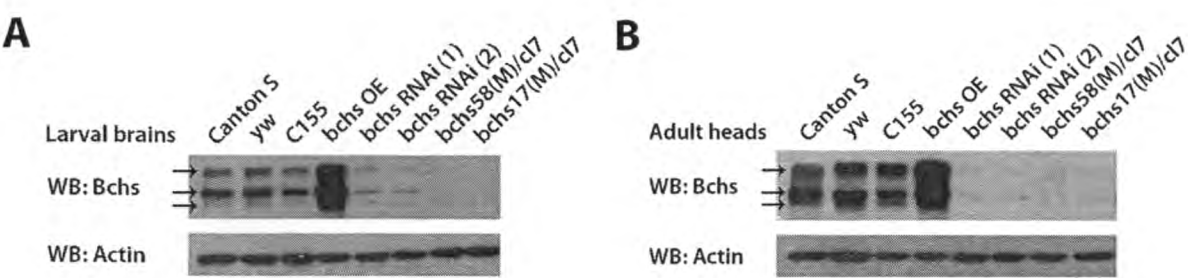 A
Larval brains
Canton S
yw
C155
bchs OE
bchs RNAi (1)
bchs RNAi (2)
bchs58(M)/cl7
bchs17(M)/cl7
WB: Bchs
WB: Actin
B
Adult heads
Canton S
yw
C155
bchs OE
bchs RNAi (1)
bchs RNAi (2)
bchs58(M)/cl7
bchs17(M)/cl7
WB: Bchs
WB: Actin